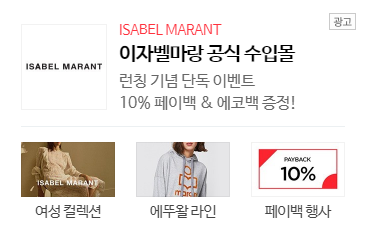 광고
ISABEL MARANT
ISABEL MARANT
이자벨마랑 공식 수입몰
런칭 기념 단독 이벤트
10% 페이백 & 에코백 증정!
ISABEL MARANT
isabel
marant
PAYBACK
10%
여성 컬렉션
에뚜왈 라인
페이백 행사